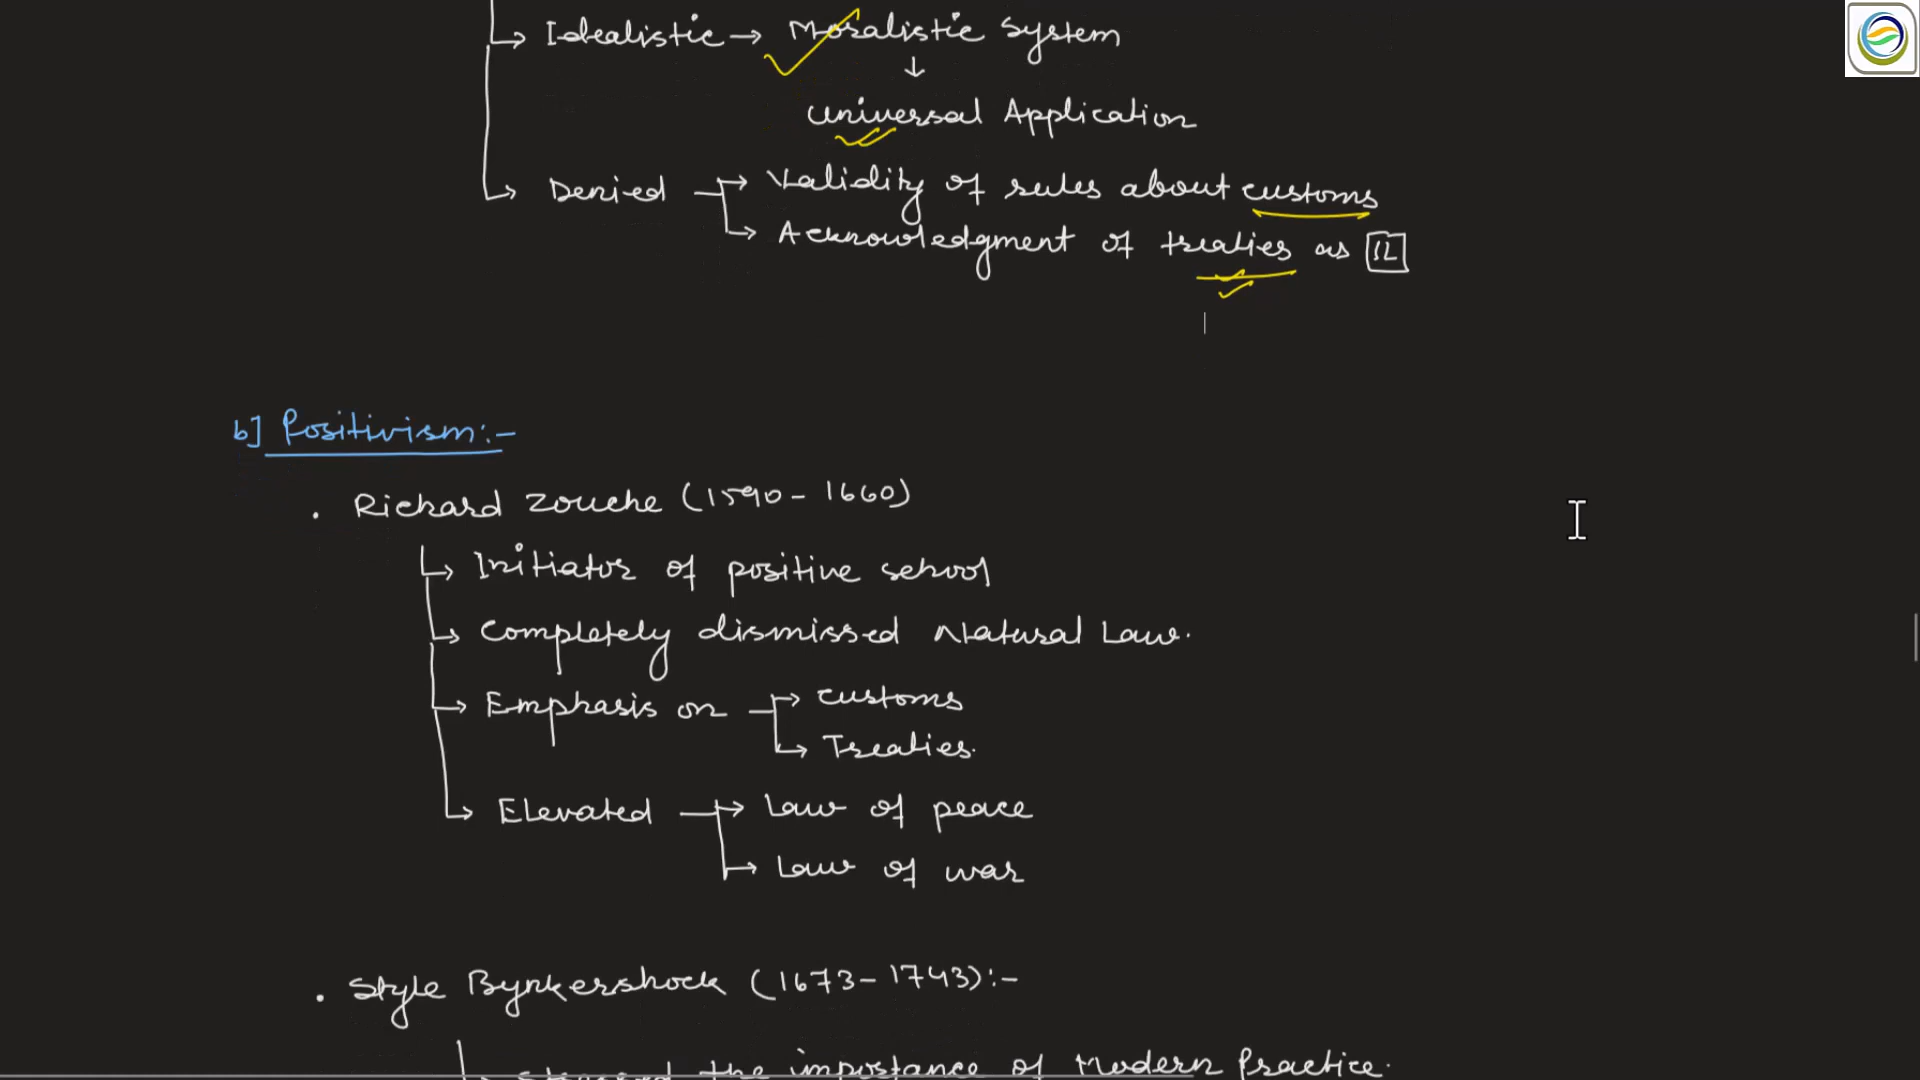 ↳ Idealistic → Moralistic System
↓
Universal Application
↳ Denied → Validity of rules about customs
↳ Acknowledgment of treaties as IL
b] Positivism:-
. Richard Zouche (1590 - 1660)
↳ Initiator of positive school
↳ Completely dismissed Natural Law.
↳ Emphasis on → customs
↳ Treaties.
↳ Elevated → Law of peace
↳ Law of war
. Style Bynkershock (1673 - 1743):-
the importance of Modern Practice.